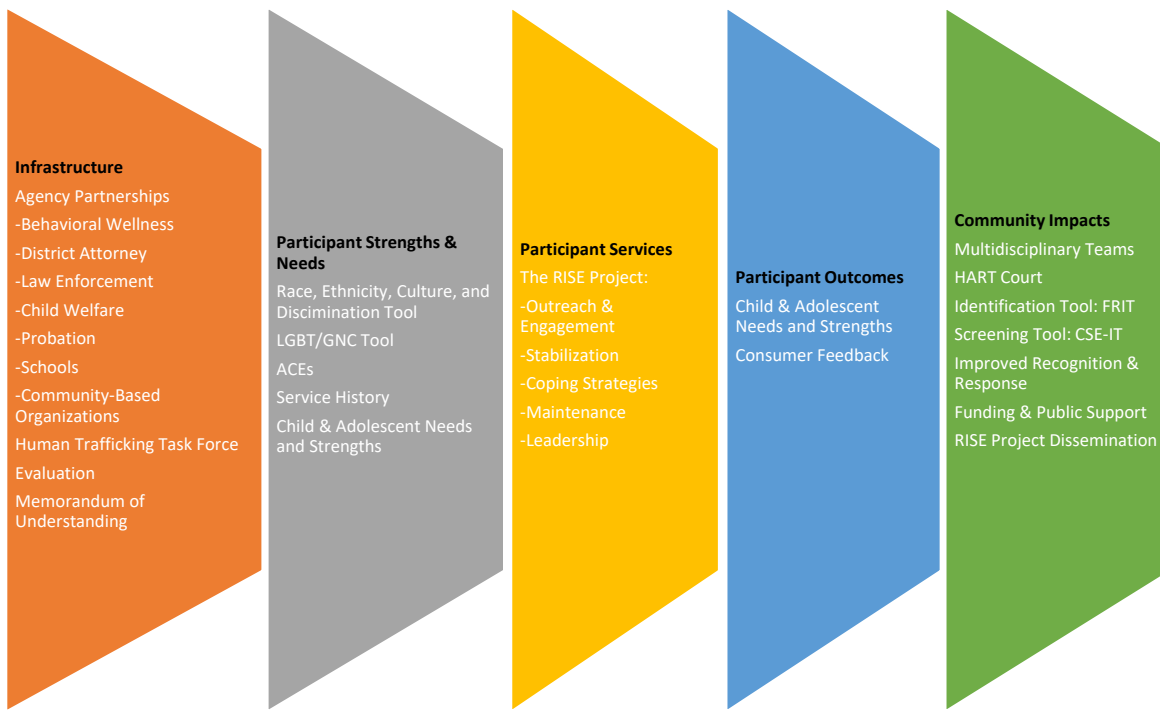 Infrastructure
Agency Partnerships
-Behavioral Wellness
-District Attorney
-Law Enforcement
-Child Welfare
-Probation
-Schools
-Community-Based
Organizations
Human Trafficking Task Force
Evaluation
Memorandum of
Understanding
Participant Strengths &
Needs
Race, Ethnicity, Culture, and
Discimination Tool
LGBT/GNC Tool
ACEs
Service History
Child & Adolescent Needs
and Strengths
Participant Services
The RISE Project:
-Outreach &
Engagement
-Stabilization
-Coping Strategies
-Maintenance
-Leadership
Participant Outcomes
Child & Adolescent
Needs and Strengths
Consumer Feedback
Community Impacts
Multidisciplinary Teams
HART Court
Identification Tool: FRIT
Screening Tool: CSE-IT
Improved Recognition &
Response
Funding & Public Support
RISE Project Dissemination